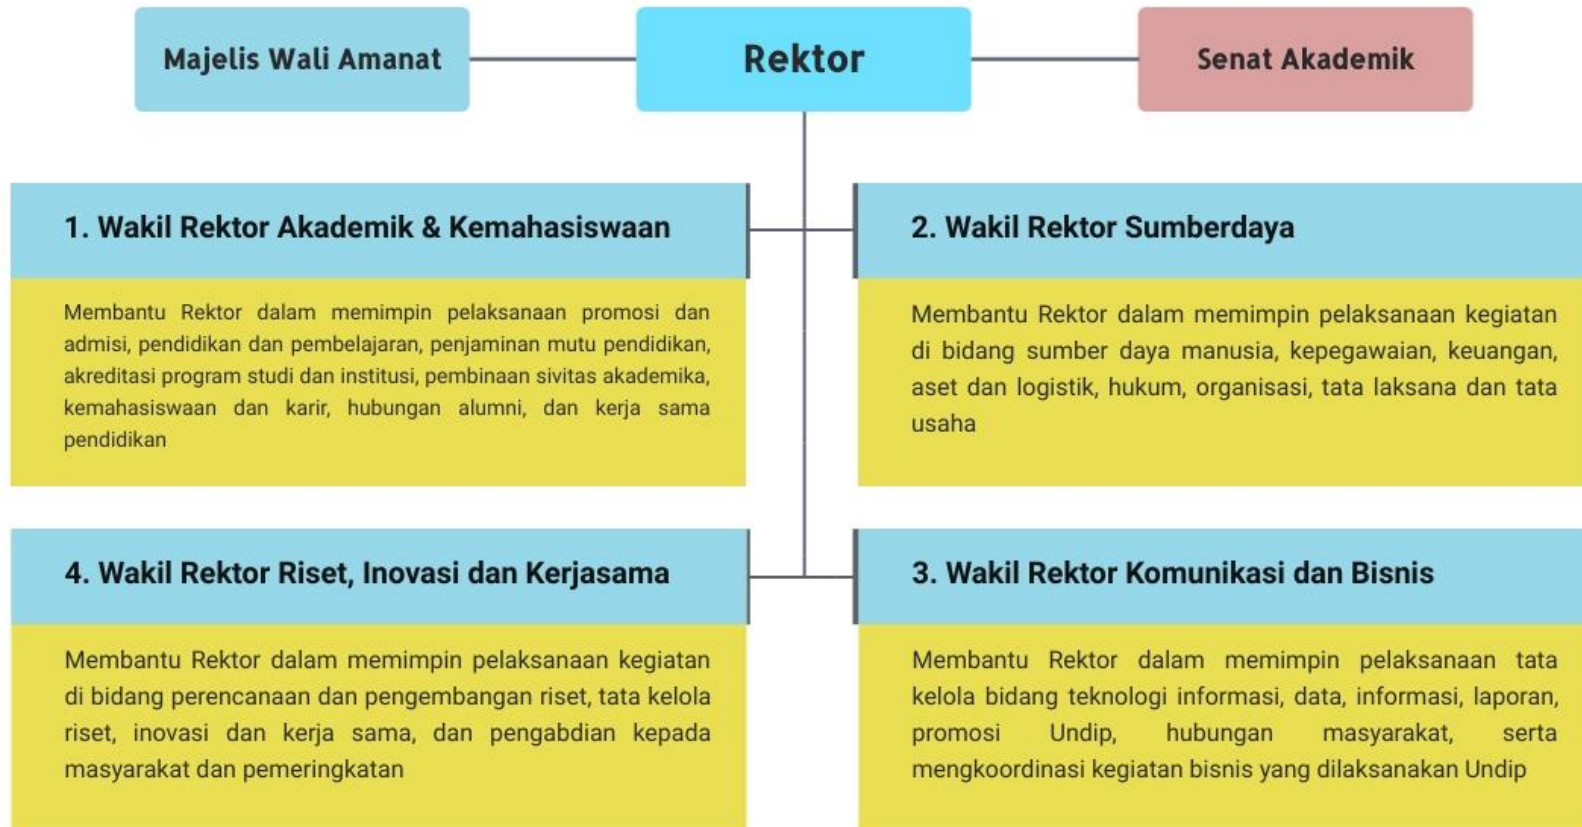 Majelis Wali Amanat
Rektor
Senat Akademik
1. Wakil Rektor Akademik & Kemahasiswaan
Membantu Rektor dalam memimpin pelaksanaan promosi dan
admisi, pendidikan dan pembelajaran, penjaminan mutu pendidikan,
akreditasi program studi dan institusi, pembinaan sivitas akademika,
kemahasiswaan dan karir, hubungan alumni, dan kerja sama
pendidikan
2. Wakil Rektor Sumberdaya
Membantu Rektor dalam memimpin pelaksanaan kegiatan
di bidang sumber daya manusia, kepegawaian, keuangan,
aset dan logistik, hukum, organisasi, tata laksana dan tata
usaha
4. Wakil Rektor Riset, Inovasi dan Kerjasama
Membantu Rektor dalam memimpin pelaksanaan kegiatan
di bidang perencanaan dan pengembangan riset, tata kelola
riset, inovasi dan kerja sama, dan pengabdian kepada
masyarakat dan pemeringkatan
3. Wakil Rektor Komunikasi dan Bisnis
Membantu Rektor dalam memimpin pelaksanaan tata
kelola bidang teknologi informasi, data, informasi, laporan,
promosi Undip, hubungan masyarakat, serta
mengkoordinasi kegiatan bisnis yang dilaksanakan Undip